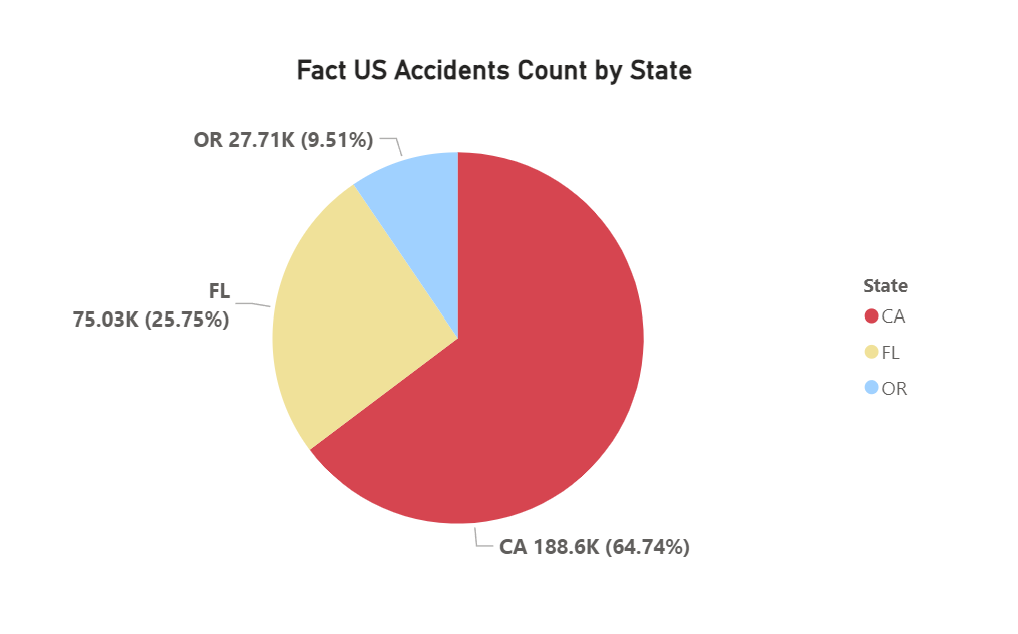 Fact US Accidents Count by State
OR 27.71K (9.51%)
FL
75.03K (25.75%)
CA 188.6K (64.74%)
State
CA
FL
OR